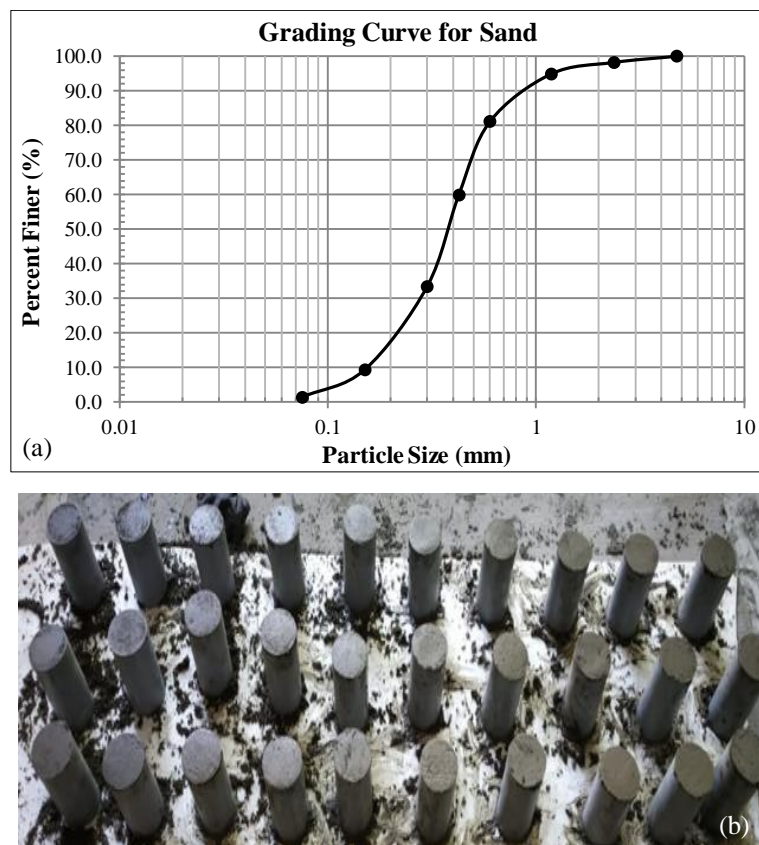 Grading Curve for Sand
100.0
90.0
80.0
70.0
60.0
50.0
40.0
30.0
20.0
10.0
0.0
Percent Finer (%)
0.01 0.1 1 10
Particle Size (mm)
(a)
(b)